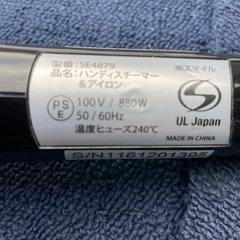 型番：SE4879
品名：ハンディスチーマー
&アイロン
㈱スマイル
PS
E
100V / 880W
50 / 60Hz
温度ヒューズ240℃
UL Japan
MADE IN CHINA
S/N1161201395